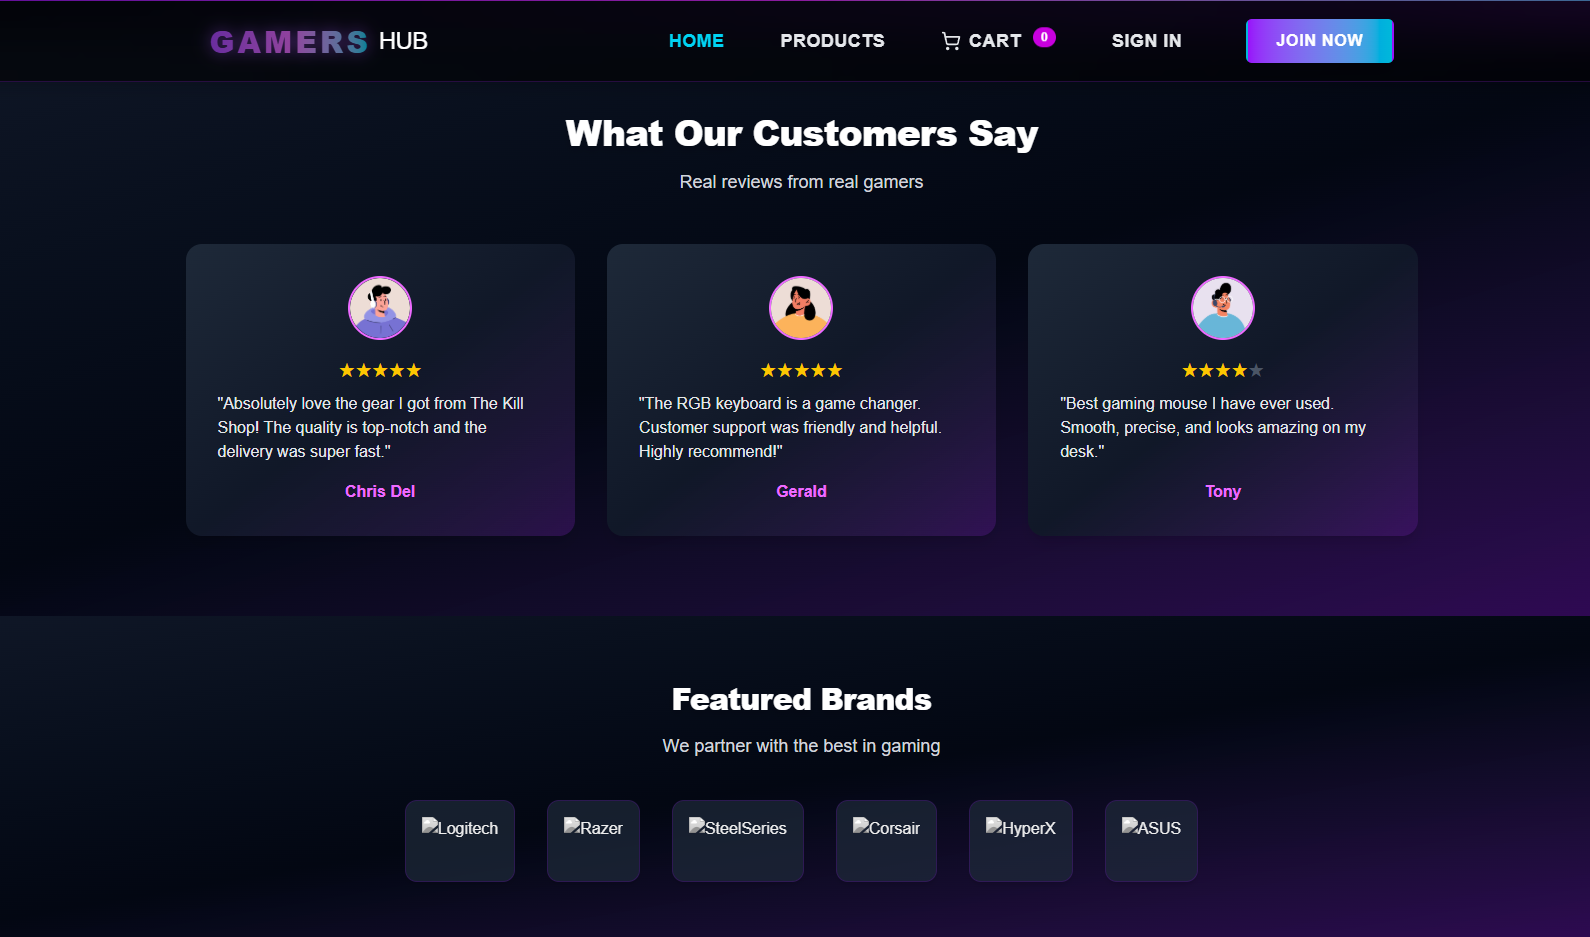 GAMERS HUB
HOME
PRODUCTS
CART 0
SIGN IN
JOIN NOW
What Our Customers Say
Real reviews from real gamers
"Absolutely love the gear I got from The Kill
Shop! The quality is top-notch and the
delivery was super fast."
Chris Del
"The RGB keyboard is a game changer.
Customer support was friendly and helpful.
Highly recommend!"
Gerald
"Best gaming mouse I have ever used.
Smooth, precise, and looks amazing on my
desk."
Tony
Featured Brands
We partner with the best in gaming
Logitech
Razer
SteelSeries
Corsair
HyperX
ASUS